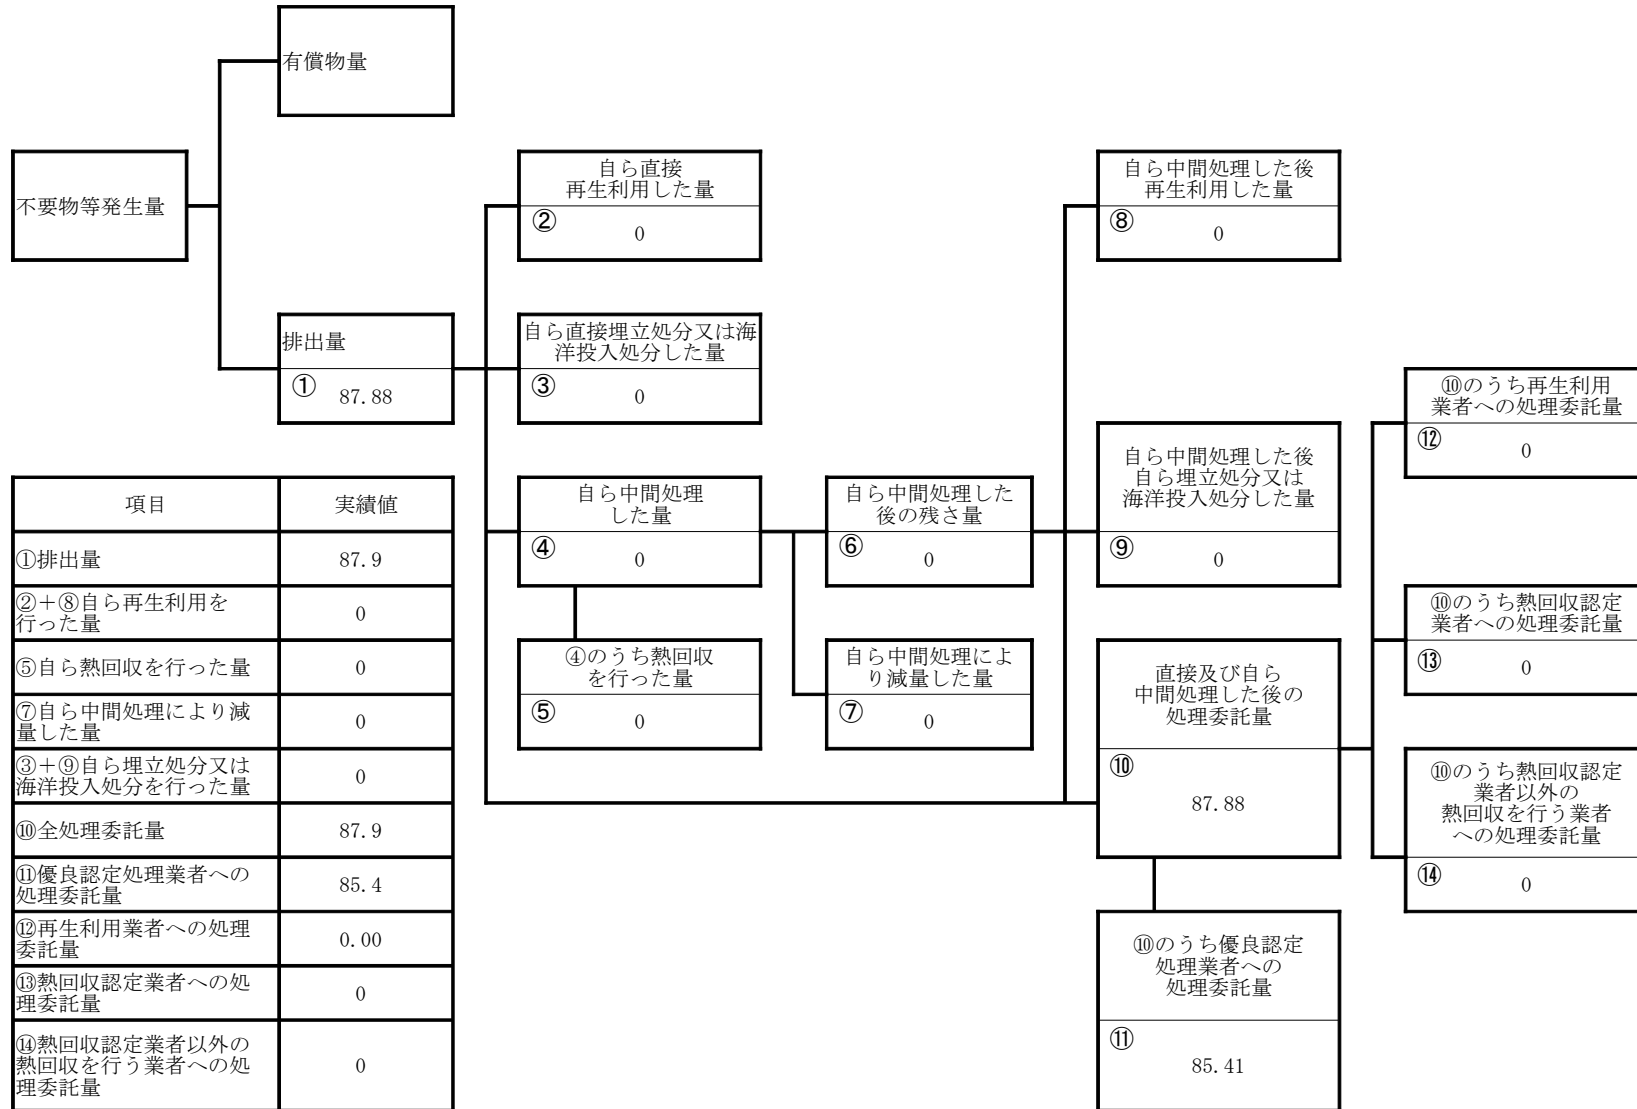 有償物量
不要物等発生量
排出量
① 87.88
自ら直接
再生利用した量
② 0
自ら直接埋立処分又は海
洋投入処分した量
③ 0
自ら中間処理
した量
④ 0
④のうち熱回収
を行った量
⑤ 0
自ら中間処理した
後の残さ量
⑥ 0
自ら中間処理によ
り減量した量
⑦ 0
自ら中間処理した後
再生利用した量
⑧ 0
自ら中間処理した後
自ら埋立処分又は
海洋投入処分した量
⑨ 0
直接及び自ら
中間処理した後の
処理委託量
⑩
87.88
⑩のうち優良認定
処理業者への
処理委託量
⑪
85.41
⑩のうち再生利用
業者への処理委託量
⑫ 0
⑩のうち熱回収認定
業者への処理委託量
⑬ 0
⑩のうち熱回収認定
業者以外の
熱回収を行う業者
への処理委託量
⑭ 0
項目 実績値
①排出量 87.9
②＋⑧自ら再生利用を
行った量 0
⑤自ら熱回収を行った量 0
⑦自ら中間処理により減
量した量 0
③＋⑨自ら埋立処分又は
海洋投入処分を行った量 0
⑩全処理委託量 87.9
⑪優良認定処理業者への
処理委託量 85.4
⑫再生利用業者への処理
委託量 0.00
⑬熱回収認定業者への処
理委託量 0
⑭熱回収認定業者以外の
熱回収を行う業者への処
理委託量 0